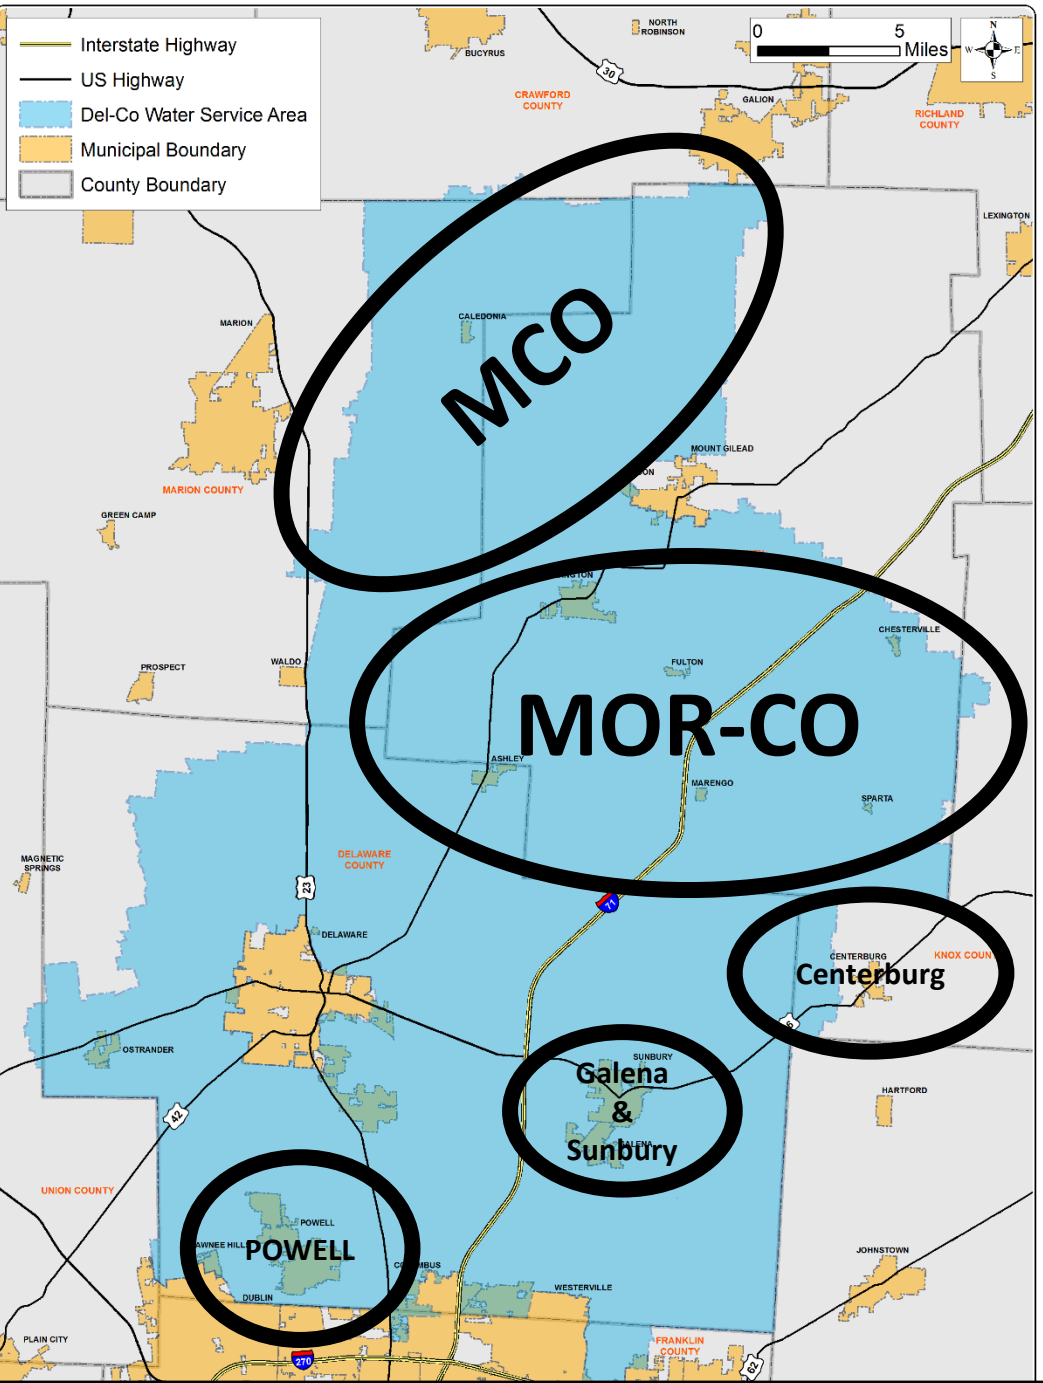 Interstate Highway
US Highway
Del-Co Water Service Area
Municipal Boundary
County Boundary
0 5
Miles
N
W E
S
NORTH
ROBINSON
BUCYRUS
30
CRAWFORD
COUNTY
GALION
RICHLAND
COUNTY
LEXINGTON
MCO
CALEDONIA
MARION
MOUNT GILEAD
MARION COUNTY
GREEN CAMP
CHESTERVILLE
PROSPECT
WALDO
FULTON
MOR-CO
ASHLEY
MARENGO
SPARTA
MAGNETIC
SPRINGS
DELAWARE
COUNTY
23
71
DELAWARE
CENTERBURG
KNOX COUN
Centerburg
OSTRANDER
SUNBURY
Galena
&
Sunbury
GALENA
HARTFORD
42
UNION COUNTY
POWELL
POWELL
DUBLIN
WESTERVILLE
JOHNSTOWN
PLAIN CITY
FRANKLIN
COUNTY
270
62